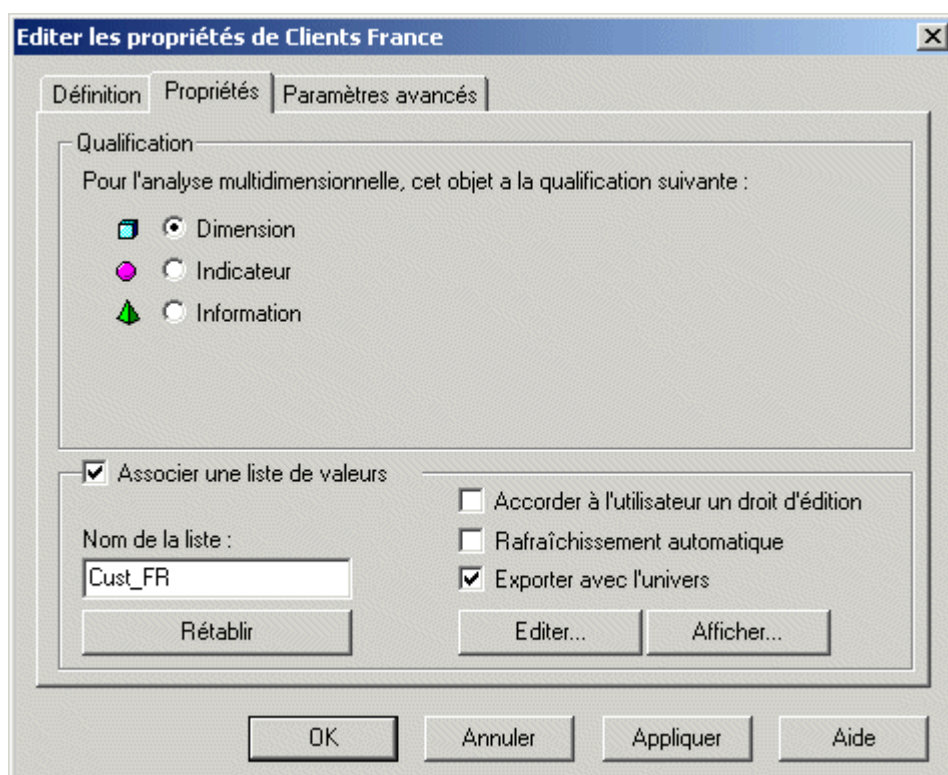 Editer les propriétés de Clients France
Définition Propriétés Paramètres avancés
Qualification
Pour l'analyse multidimensionnelle, cet objet a la qualification suivante :
Dimension
Indicateur
Information
Associer une liste de valeurs
Accorder à l'utilisateur un droit d'édition
Nom de la liste :
Rafraîchissement automatique
Cust_FR
Exporter avec l'univers
Rétablir Editer... Afficher...
OK Annuler Appliquer Aide